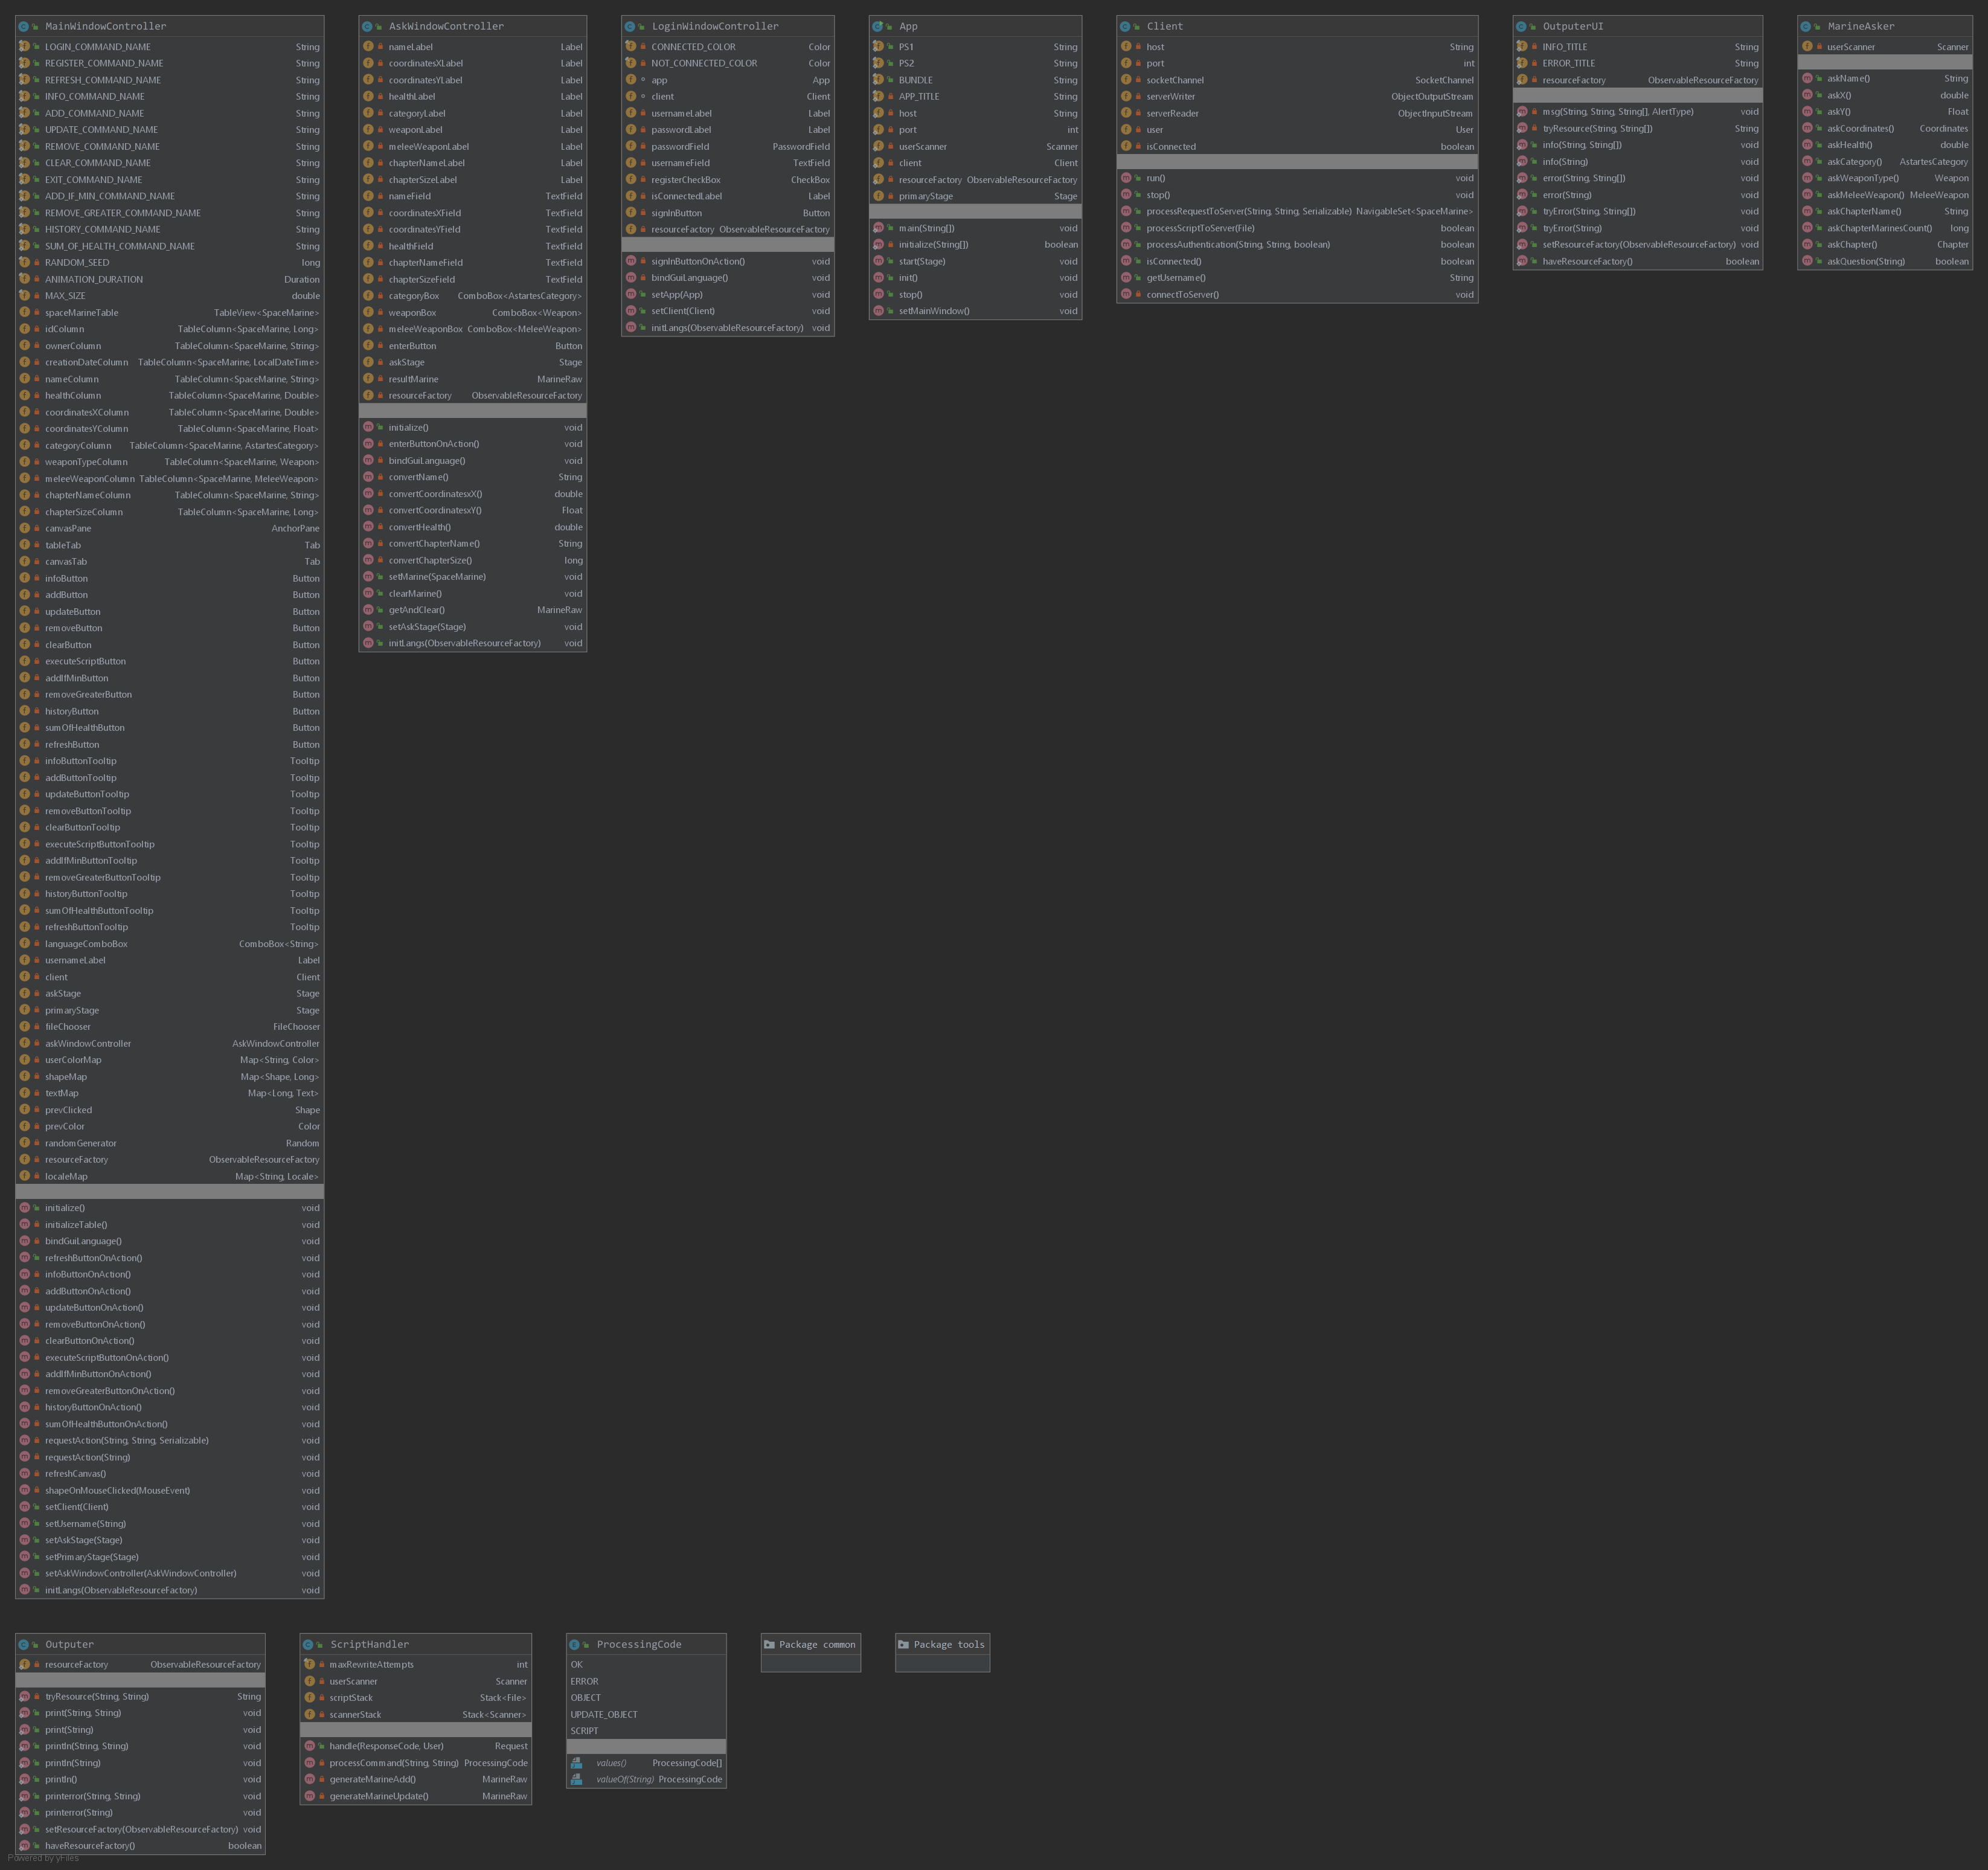 MainWindowController
LOGIN_COMMAND_NAME String
REGISTER_COMMAND_NAME String
REFRESH_COMMAND_NAME String
INFO_COMMAND_NAME String
ADD_COMMAND_NAME String
UPDATE_COMMAND_NAME String
REMOVE_COMMAND_NAME String
CLEAR_COMMAND_NAME String
EXIT_COMMAND_NAME String
ADD_IF_MIN_COMMAND_NAME String
REMOVE_GREATER_COMMAND_NAME String
HISTORY_COMMAND_NAME String
SUM_OF_HEALTH_COMMAND_NAME String
RANDOM_SEED long
ANIMATION_DURATION Duration
MAX_SIZE double
spaceMarineTable TableView<SpaceMarine>
idColumn TableColumn<SpaceMarine, Long>
ownerColumn TableColumn<SpaceMarine, String>
creationDateColumn TableColumn<SpaceMarine, LocalDateTime>
nameColumn TableColumn<SpaceMarine, String>
healthColumn TableColumn<SpaceMarine, Double>
coordinatesXColumn TableColumn<SpaceMarine, Double>
coordinatesYColumn TableColumn<SpaceMarine, Float>
categoryColumn TableColumn<SpaceMarine, AstartesCategory>
weaponTypeColumn TableColumn<SpaceMarine, Weapon>
meleeWeaponColumn TableColumn<SpaceMarine, MeleeWeapon>
chapterNameColumn TableColumn<SpaceMarine, String>
chapterSizeColumn TableColumn<SpaceMarine, Long>
canvasPane AnchorPane
tableTab Tab
canvasTab Tab
infoButton Button
addButton Button
updateButton Button
removeButton Button
clearButton Button
executeScriptButton Button
addIfMinButton Button
removeGreaterButton Button
historyButton Button
sumOfHealthButton Button
refreshButton Button
infoButtonTooltip Tooltip
addButtonTooltip Tooltip
updateButtonTooltip Tooltip
removeButtonTooltip Tooltip
clearButtonTooltip Tooltip
executeScriptButtonTooltip Tooltip
addIfMinButtonTooltip Tooltip
removeGreaterButtonTooltip Tooltip
historyButtonTooltip Tooltip
sumOfHealthButtonTooltip Tooltip
refreshButtonTooltip Tooltip
languageComboBox ComboBox<String>
usernameLabel Label
client Client
askStage Stage
primaryStage Stage
fileChooser FileChooser
askWindowController AskWindowController
userColorMap Map<String, Color>
shapeMap Map<Shape, Long>
textMap Map<Long, Text>
prevClicked Shape
prevColor Color
randomGenerator Random
resourceFactory ObservableResourceFactory
localeMap Map<String, Locale>
initialize() void
initializeTable() void
bindGuiLanguage() void
refreshButtonOnAction() void
infoButtonOnAction() void
addButtonOnAction() void
updateButtonOnAction() void
removeButtonOnAction() void
clearButtonOnAction() void
executeScriptButtonOnAction() void
addIfMinButtonOnAction() void
removeGreaterButtonOnAction() void
historyButtonOnAction() void
sumOfHealthButtonOnAction() void
requestAction(String, String, Serializable) void
requestAction(String) void
refreshCanvas() void
shapeOnMouseClicked(MouseEvent) void
setClient(Client) void
setUsername(String) void
setAskStage(Stage) void
setPrimaryStage(Stage) void
setAskWindowController(AskWindowController) void
initLangs(ObservableResourceFactory) void
AskWindowController
nameLabel Label
coordinatesXLabel Label
coordinatesYLabel Label
healthLabel Label
categoryLabel Label
weaponLabel Label
meleeWeaponLabel Label
chapterNameLabel Label
chapterSizeLabel Label
nameField TextField
coordinatesXField TextField
coordinatesYField TextField
healthField TextField
chapterNameField TextField
chapterSizeField TextField
categoryBox ComboBox<AstartesCategory>
weaponBox ComboBox<Weapon>
meleeWeaponBox ComboBox<MeleeWeapon>
enterButton Button
askStage Stage
resultMarine MarineRaw
resourceFactory ObservableResourceFactory
initialize() void
enterButtonOnAction() void
bindGuiLanguage() void
convertName() String
convertCoordinatesxX() double
convertCoordinatesxY() Float
convertHealth() double
convertChapterName() String
convertChapterSize() long
setMarine(SpaceMarine) void
clearMarine() void
getAndClear() MarineRaw
setAskStage(Stage) void
initLangs(ObservableResourceFactory) void
LoginWindowController
CONNECTED_COLOR Color
NOT_CONNECTED_COLOR Color
app App
client Client
usernameLabel Label
passwordLabel Label
passwordField PasswordField
usernameField TextField
registerCheckBox CheckBox
isConnectedLabel Label
signInButton Button
resourceFactory ObservableResourceFactory
signInButtonOnAction() void
bindGuiLanguage() void
setApp(App) void
setClient(Client) void
initLangs(ObservableResourceFactory) void
App
PS1 String
PS2 String
BUNDLE String
APP_TITLE String
host String
port int
userScanner Scanner
client Client
resourceFactory ObservableResourceFactory
primaryStage Stage
main(String[]) void
initialize(String[]) boolean
start(Stage) void
init() void
stop() void
setMainWindow() void
Client
host String
port int
socketChannel SocketChannel
serverWriter ObjectOutputStream
serverReader ObjectInputStream
user User
isConnected boolean
run() void
stop() void
processRequestToServer(String, String, Serializable) NavigableSet<SpaceMarine>
processScriptToServer(File) boolean
processAuthentication(String, String, boolean) boolean
isConnected() boolean
getUsername() String
connectToServer() void
OutputerUI
INFO_TITLE String
ERROR_TITLE String
resourceFactory ObservableResourceFactory
msg(String, String, String[], AlertType) void
tryResource(String, String[]) String
info(String, String[]) void
info(String) void
error(String, String[]) void
error(String) void
tryError(String, String[]) void
tryError(String) void
setResourceFactory(ObservableResourceFactory) void
haveResourceFactory() boolean
MarineAsker
userScanner Scanner
askName() String
askX() double
askY() Float
askCoordinates() Coordinates
askHealth() double
askCategory() AstartesCategory
askWeaponType() Weapon
askMeleeWeapon() MeleeWeapon
askChapterName() String
askChapterMarinesCount() long
askChapter() Chapter
askQuestion(String) boolean
Outputer
resourceFactory ObservableResourceFactory
tryResource(String, String) String
print(String, String) void
print(String) void
println(String, String) void
println(String) void
println() void
printerror(String, String) void
printerror(String) void
setResourceFactory(ObservableResourceFactory) void
haveResourceFactory() boolean
ScriptHandler
maxRewriteAttempts int
userScanner Scanner
scriptStack Stack<File>
scannerStack Stack<Scanner>
handle(ResponseCode, User) Request
processCommand(String, String) ProcessingCode
generateMarineAdd() MarineRaw
generateMarineUpdate() MarineRaw
ProcessingCode
OK
ERROR
OBJECT
UPDATE_OBJECT
SCRIPT
values() ProcessingCode[]
valueOf(String) ProcessingCode
Package common
Package tools
Powered by yFiles